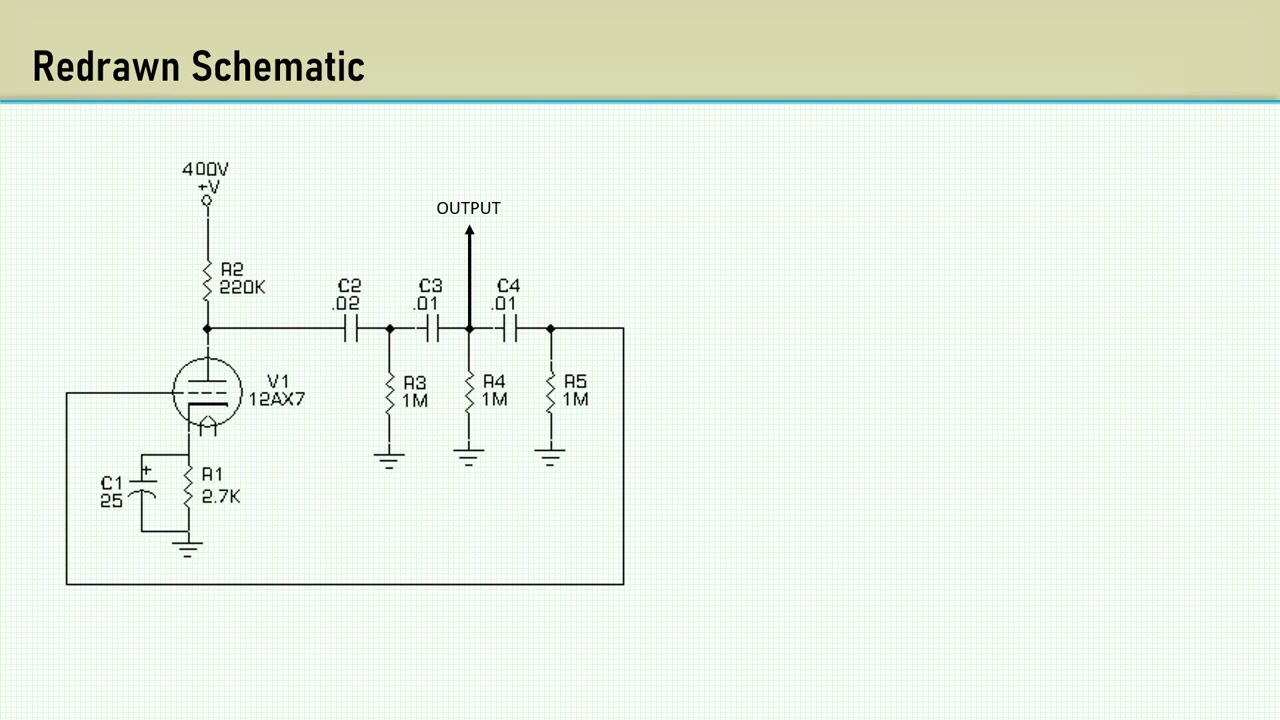 Redrawn Schematic
400V
+V
OUTPUT
R2
220K
C2
.02
C3
.01
C4
.01
V1
12AX7
R3
1M
R4
1M
R5
1M
+
C1
25
R1
2.7K